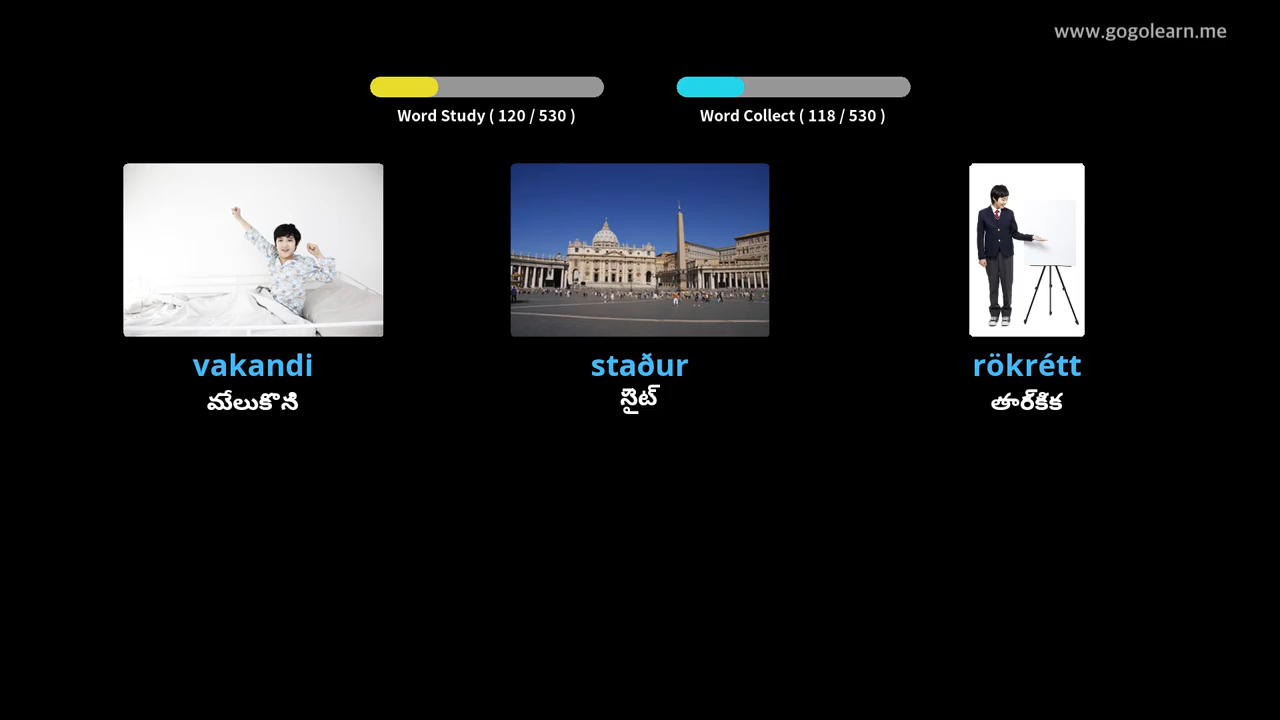 www.gogolearn.me
Word Study ( 120 / 530 )
Word Collect ( 118 / 530 )
vakandi
staður
rökrétt
మేలుకొని
సైట్
తార్కిక